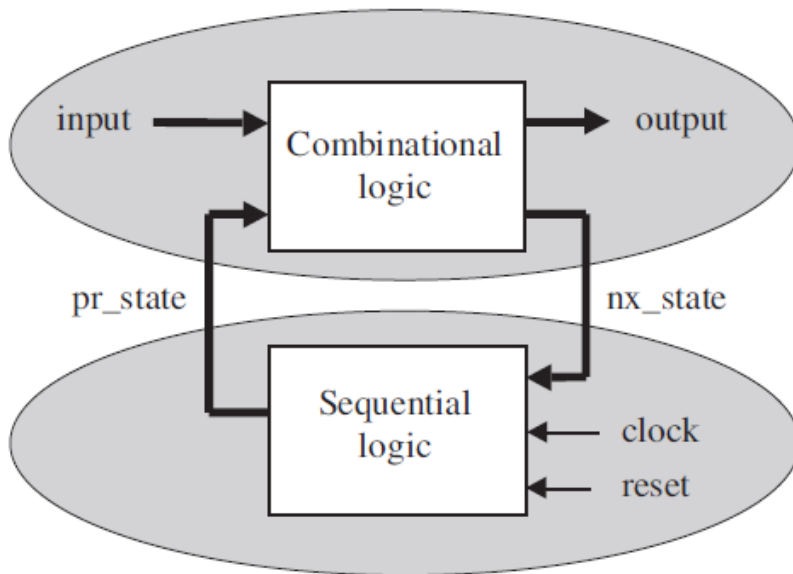 input
Combinational
logic
output
pr_state
nx_state
Sequential
logic
clock
reset